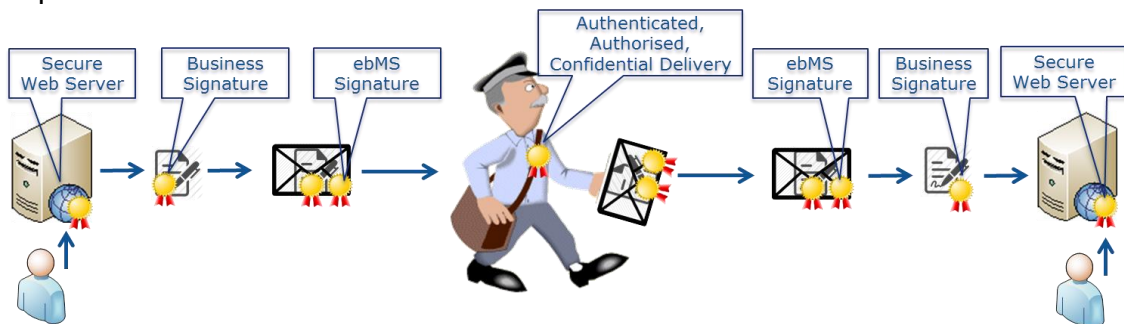 Secure
Web Server
Business
Signature
ebMS
Signature
Authenticated,
Authorised,
Confidential Delivery
ebMS
Signature
Business
Signature
Secure
Web Server